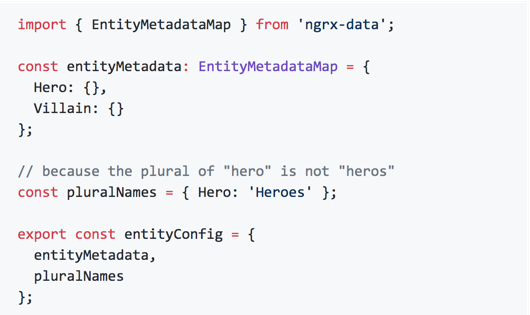 import { EntityMetadataMap } from 'ngrx-data';
const entityMetadata: EntityMetadataMap = {
Hero: {},
Villain: {}
};
// because the plural of "hero" is not "heros"
const pluralNames = { Hero: 'Heroes' };
export const entityConfig = {
entityMetadata,
pluralNames
};